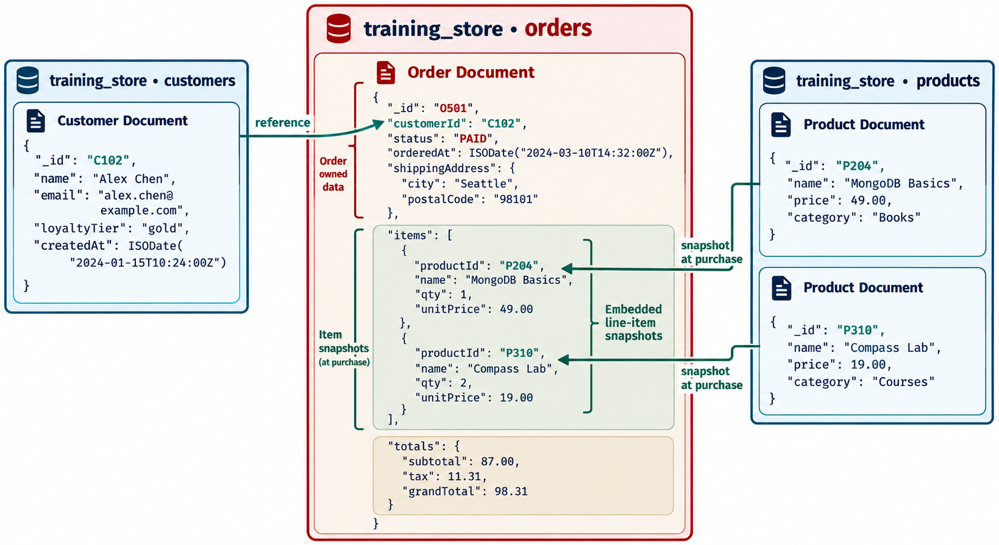 training_store • customers
Customer Document
{
"_id": "C102",
"name": "Alex Chen",
"email": "alex.chen@
example.com",
"loyaltyTier": "gold",
"createdAt": ISODate(
"2024-01-15T10:24:00Z")
}
reference
training_store • orders
Order Document
{
"_id": "O501",
"customerId": "C102",
"status": "PAID",
"orderedAt": ISODate("2024-03-10T14:32:00Z"),
"shippingAddress": {
"city": "Seattle",
"postalCode": "98101"
},
Order
owned
data
"items": [
{
"productId": "P204",
"name": "MongoDB Basics",
"qty": 1,
"unitPrice": 49.00
},
{
"productId": "P310",
"name": "Compass Lab",
"qty": 2,
"unitPrice": 19.00
}
],
Item
snapshots
(at purchase)
Embedded
line-item
snapshots
"totals": {
"subtotal": 87.00,
"tax": 11.31,
"grandTotal": 98.31
}
}
snapshot
at purchase
snapshot
at purchase
training_store • products
Product Document
{
"_id": "P204",
"name": "MongoDB Basics",
"price": 49.00,
"category": "Books"
}
Product Document
{
"_id": "P310",
"name": "Compass Lab",
"price": 19.00,
"category": "Courses"
}